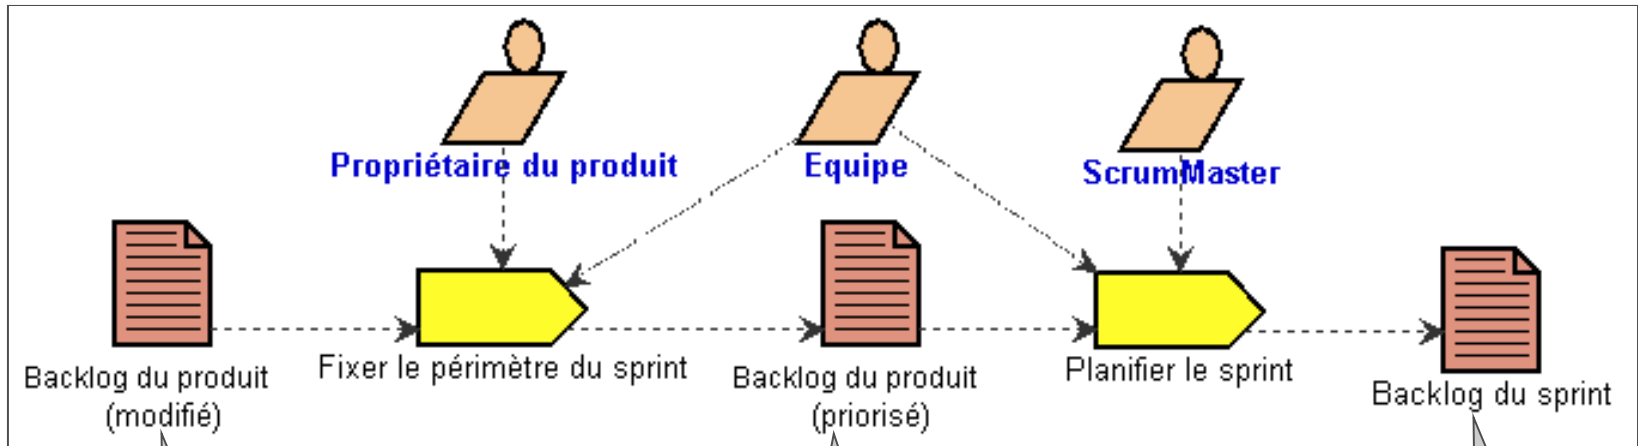 Propriétaire du produit
Equipe
ScrumMaster
Backlog du produit
(modifié)
Fixer le périmètre du sprint
Backlog du produit
(priorisé)
Planifier le sprint
Backlog du sprint